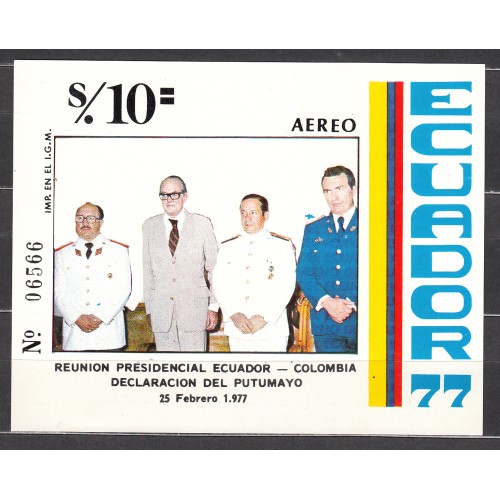 S/.10=
AEREO
IMP. EN EL I.G.M.
Nº 06566
REUNION PRESIDENCIAL ECUADOR — COLOMBIA
DECLARACION DEL PUTUMAYO
25 Febrero 1.977
ECUADOR
77